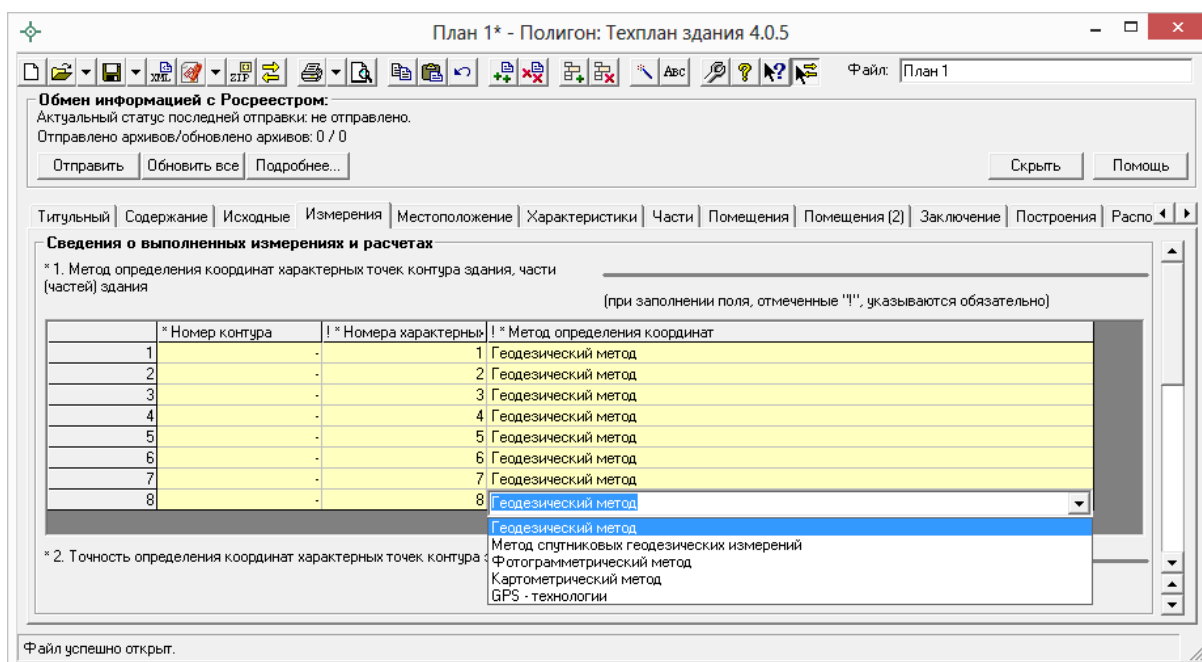 План 1* - Полигон: Техплан здания 4.0.5
XML ZIP ABC Файл: План 1
Обмен информацией с Росреестром:
Актуальный статус последней отправки: не отправлено.
Отправлено архивов/обновлено архивов: 0 / 0
Отправить Обновить все Подробнее... Скрыть Помощь
Титульный Содержание Исходные Измерения Местоположение Характеристики Части Помещения Помещения (2) Заключение Построения Распо
Сведения о выполненных измерениях и расчетах
* 1. Метод определения координат характерных точек контура здания, части
(частей) здания
(при заполнении поля, отмеченные "!", указываются обязательно)
* Номер контура ! * Номера характерных ! * Метод определения координат
1 - 1 Геодезический метод
2 - 2 Геодезический метод
3 - 3 Геодезический метод
4 - 4 Геодезический метод
5 - 5 Геодезический метод
6 - 6 Геодезический метод
7 - 7 Геодезический метод
8 - 8 Геодезический метод
Геодезический метод
Метод спутниковых геодезических измерений
Фотограмметрический метод
Картометрический метод
GPS - технологии
* 2. Точность определения координат характерных точек контура
Файл успешно открыт.